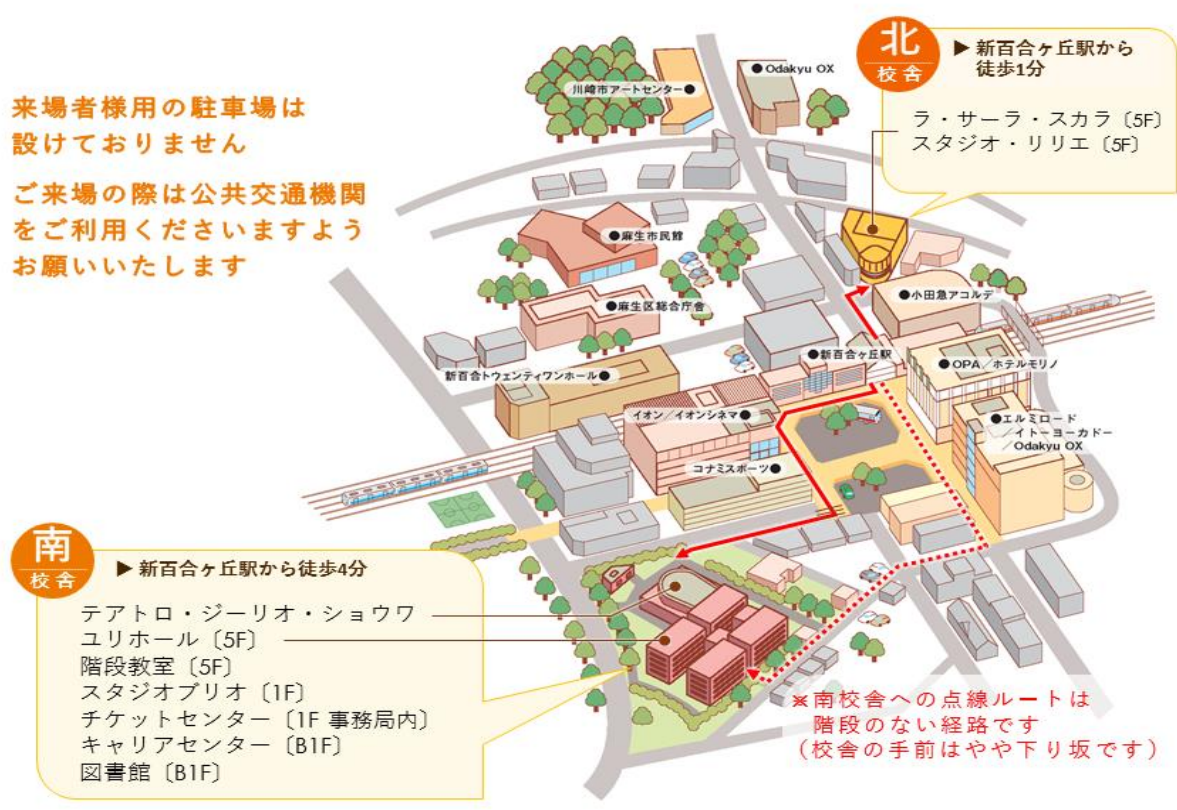 来場者様用の駐車場は
設けておりません
ご来場の際は公共交通機関
をご利用くださいますよう
お願いいたします
北
校舎
▶ 新百合ヶ丘駅から
徒歩1分
ラ・サーラ・スカラ〔5F〕
スタジオ・リリエ〔5F〕
川崎市アートセンター●
●Odakyu OX
●麻生市民館
●麻生区総合庁舎
●小田急アコルデ
●新百合ヶ丘駅
●OPA/ホテルモリノ
新百合トウェンティワンホール●
イオン/イオンシネマ●
●エルミロード
/イトーヨーカドー
/Odakyu OX
コナミスポーツ●
南
校舎
▶ 新百合ヶ丘駅から徒歩4分
テアトロ・ジーリオ・ショウワ
ユリホール〔5F〕
階段教室〔5F〕
スタジオブリオ〔1F〕
チケットセンター〔1F 事務局内〕
キャリアセンター〔B1F〕
図書館〔B1F〕
※南校舎への点線ルートは
階段のない経路です
(校舎の手前はやや下り坂です)